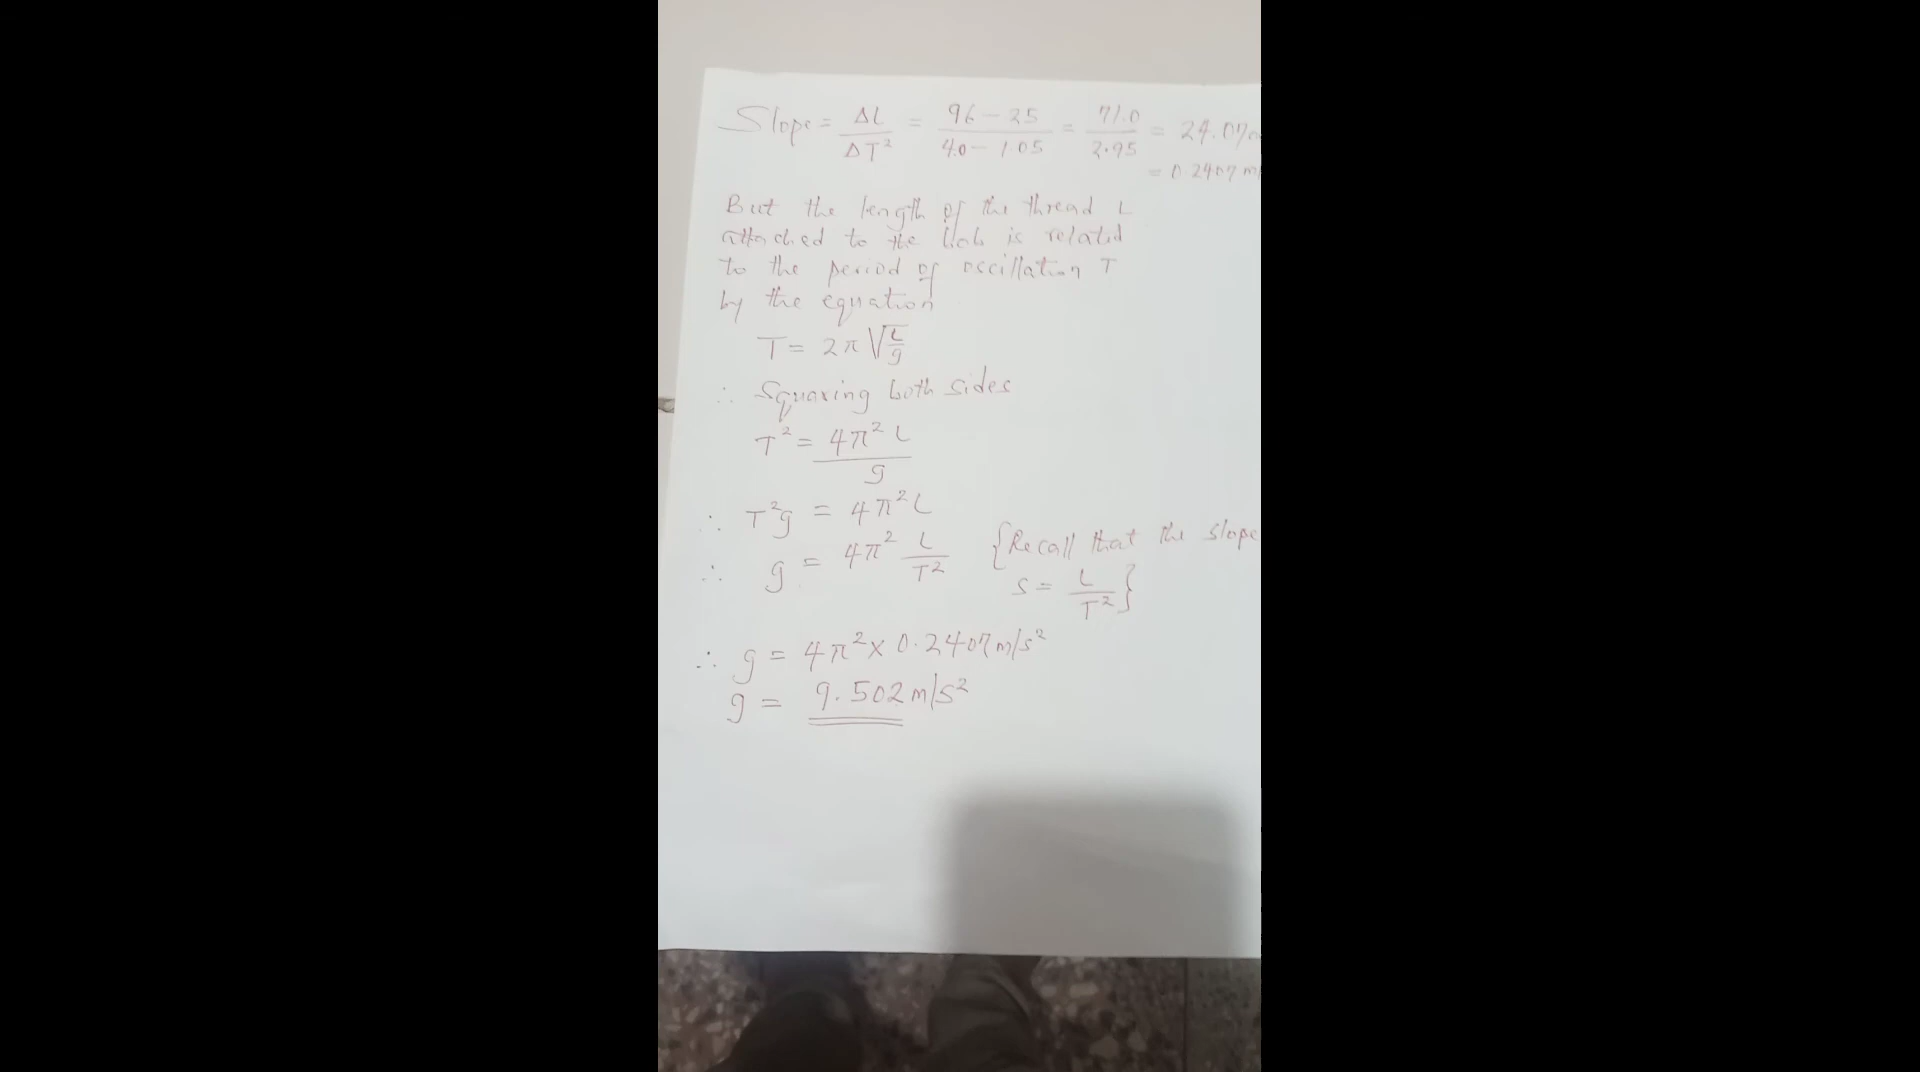 Slope = ΔL/ΔT² = 96 - 25/4.0 - 1.05 = 71.0/2.95 = 24.07
= 0.2407 m/
But the length of the thread L
attached to the bob is related
to the period of oscillation T
by the equation
T = 2π √L/g
∴ Squaring both sides
T² = 4π² L/g
∴ T²g = 4π²L
∴ g = 4π² L/T² {Recall that the slope
S = L/T²}
∴ g = 4π² x 0.2407 m/s²
g = 9.502 m/s²